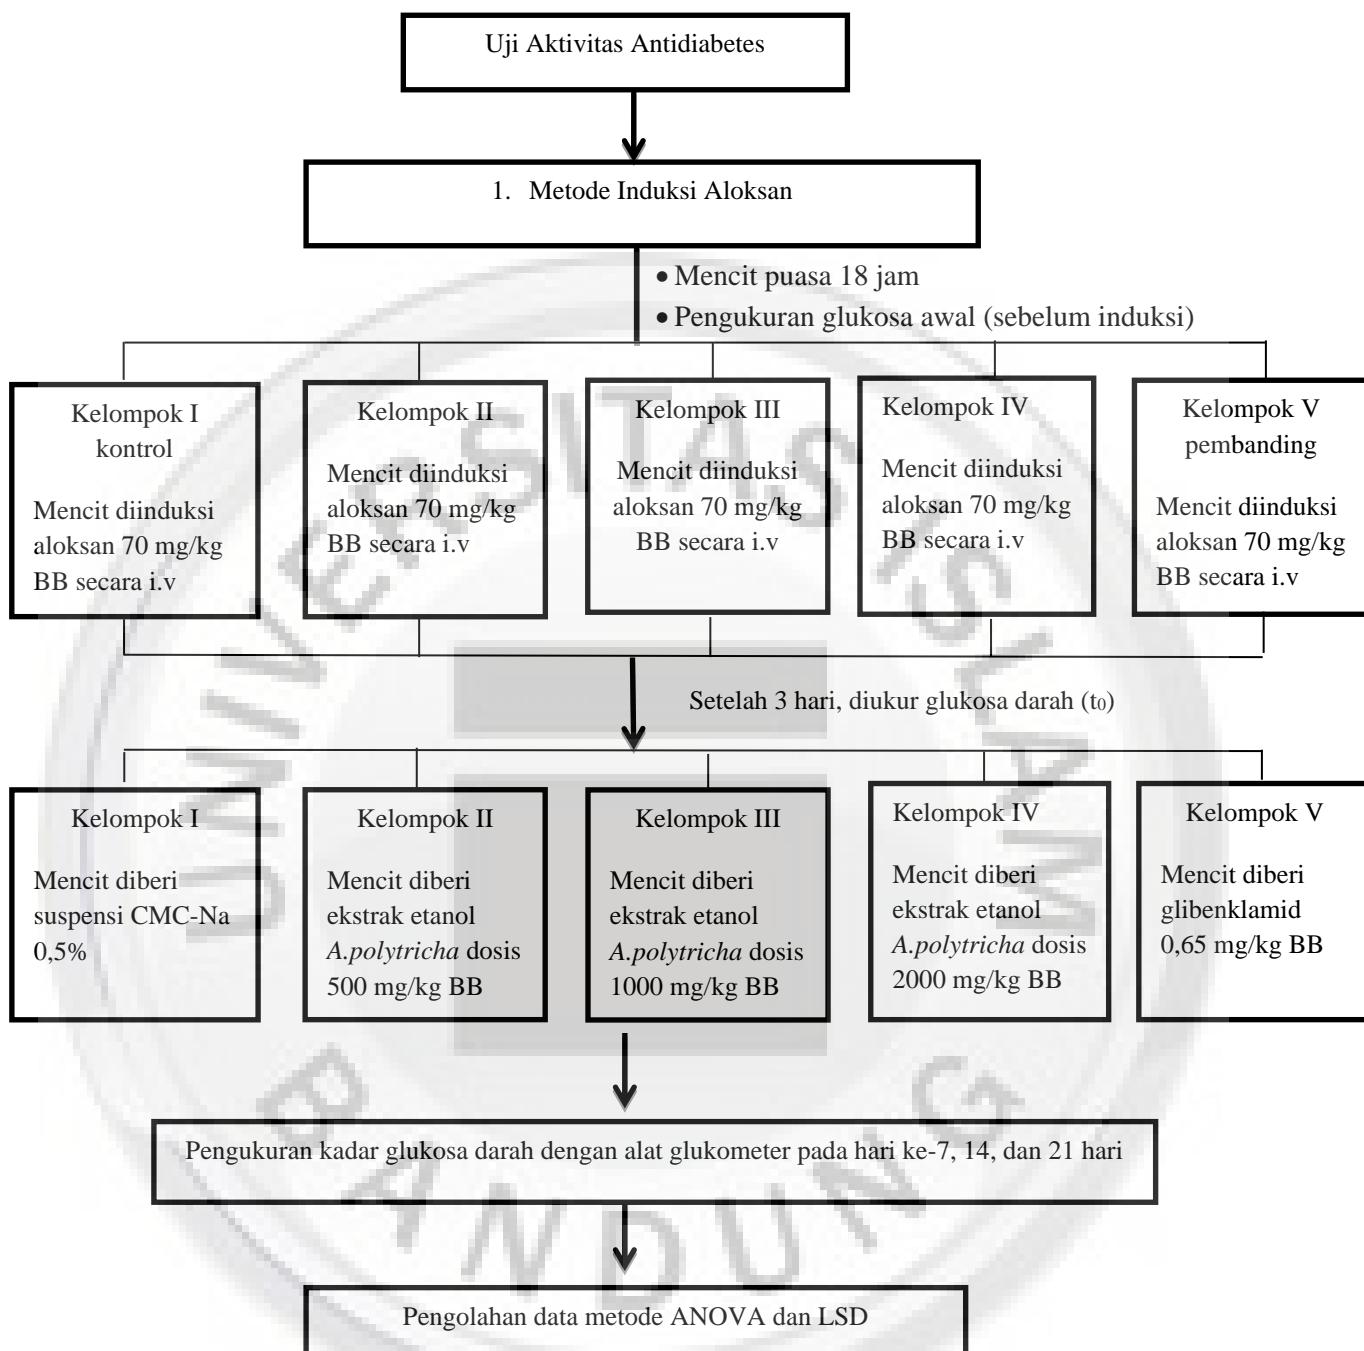 Uji Aktivitas Antidiabetes
1. Metode Induksi Aloksan
• Mencit puasa 18 jam
• Pengukuran glukosa awal (sebelum induksi)
Kelompok I
kontrol
Mencit diinduksi
aloksan 70 mg/kg
BB secara i.v
Kelompok II
Mencit diinduksi
aloksan 70 mg/kg
BB secara i.v
Kelompok III
Mencit diinduksi
aloksan 70 mg/kg
BB secara i.v
Kelompok IV
Mencit diinduksi
aloksan 70 mg/kg
BB secara i.v
Kelompok V
pembanding
Mencit diinduksi
aloksan 70 mg/kg
BB secara i.v
Setelah 3 hari, diukur glukosa darah (t0)
Kelompok I
Mencit diberi
suspensi CMC-Na
0,5%
Kelompok II
Mencit diberi
ekstrak etanol
A.polytricha dosis
500 mg/kg BB
Kelompok III
Mencit diberi
ekstrak etanol
A.polytricha dosis
1000 mg/kg BB
Kelompok IV
Mencit diberi
ekstrak etanol
A.polytricha dosis
2000 mg/kg BB
Kelompok V
Mencit diberi
glibenklamid
0,65 mg/kg BB
Pengukuran kadar glukosa darah dengan alat glukometer pada hari ke-7, 14, dan 21 hari
Pengolahan data metode ANOVA dan LSD
UNIVERSITAS ISLAM
BANDUNG